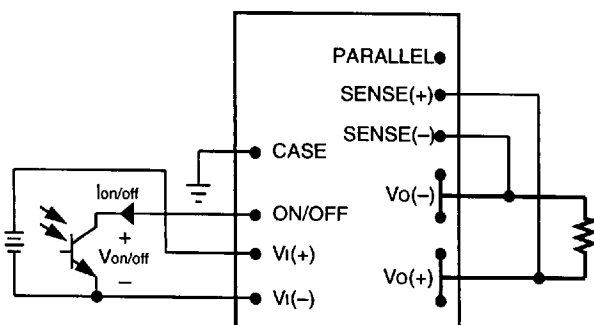 PARALLEL
SENSE(+)
SENSE(–)
CASE
Ion/off
ON/OFF
+
Von/off
–
VI(+)
VI(–)
VO(–)
VO(+)